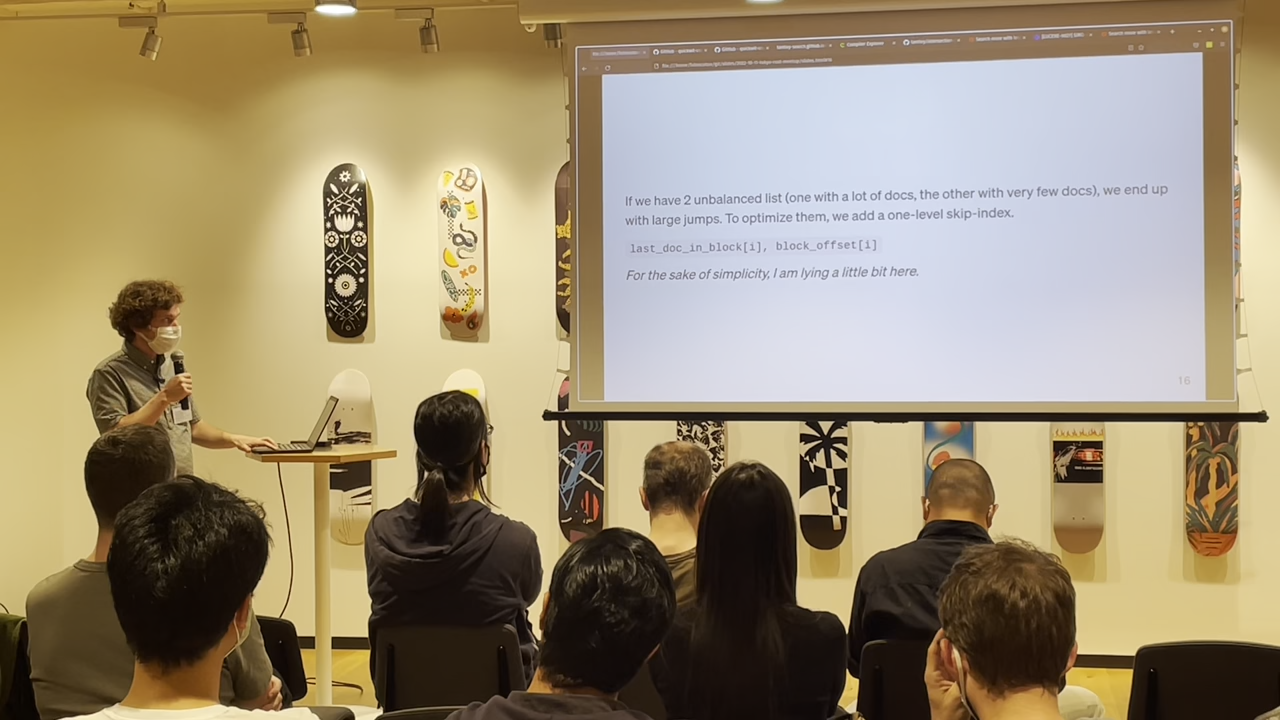 Compiler Explorer
If we have 2 unbalanced list (one with a lot of docs, the other with very few docs), we end up
with large jumps. To optimize them, we add a one-level skip-index.
last_doc_in_block[i], block_offset[i]
For the sake of simplicity, I am lying a little bit here.
16